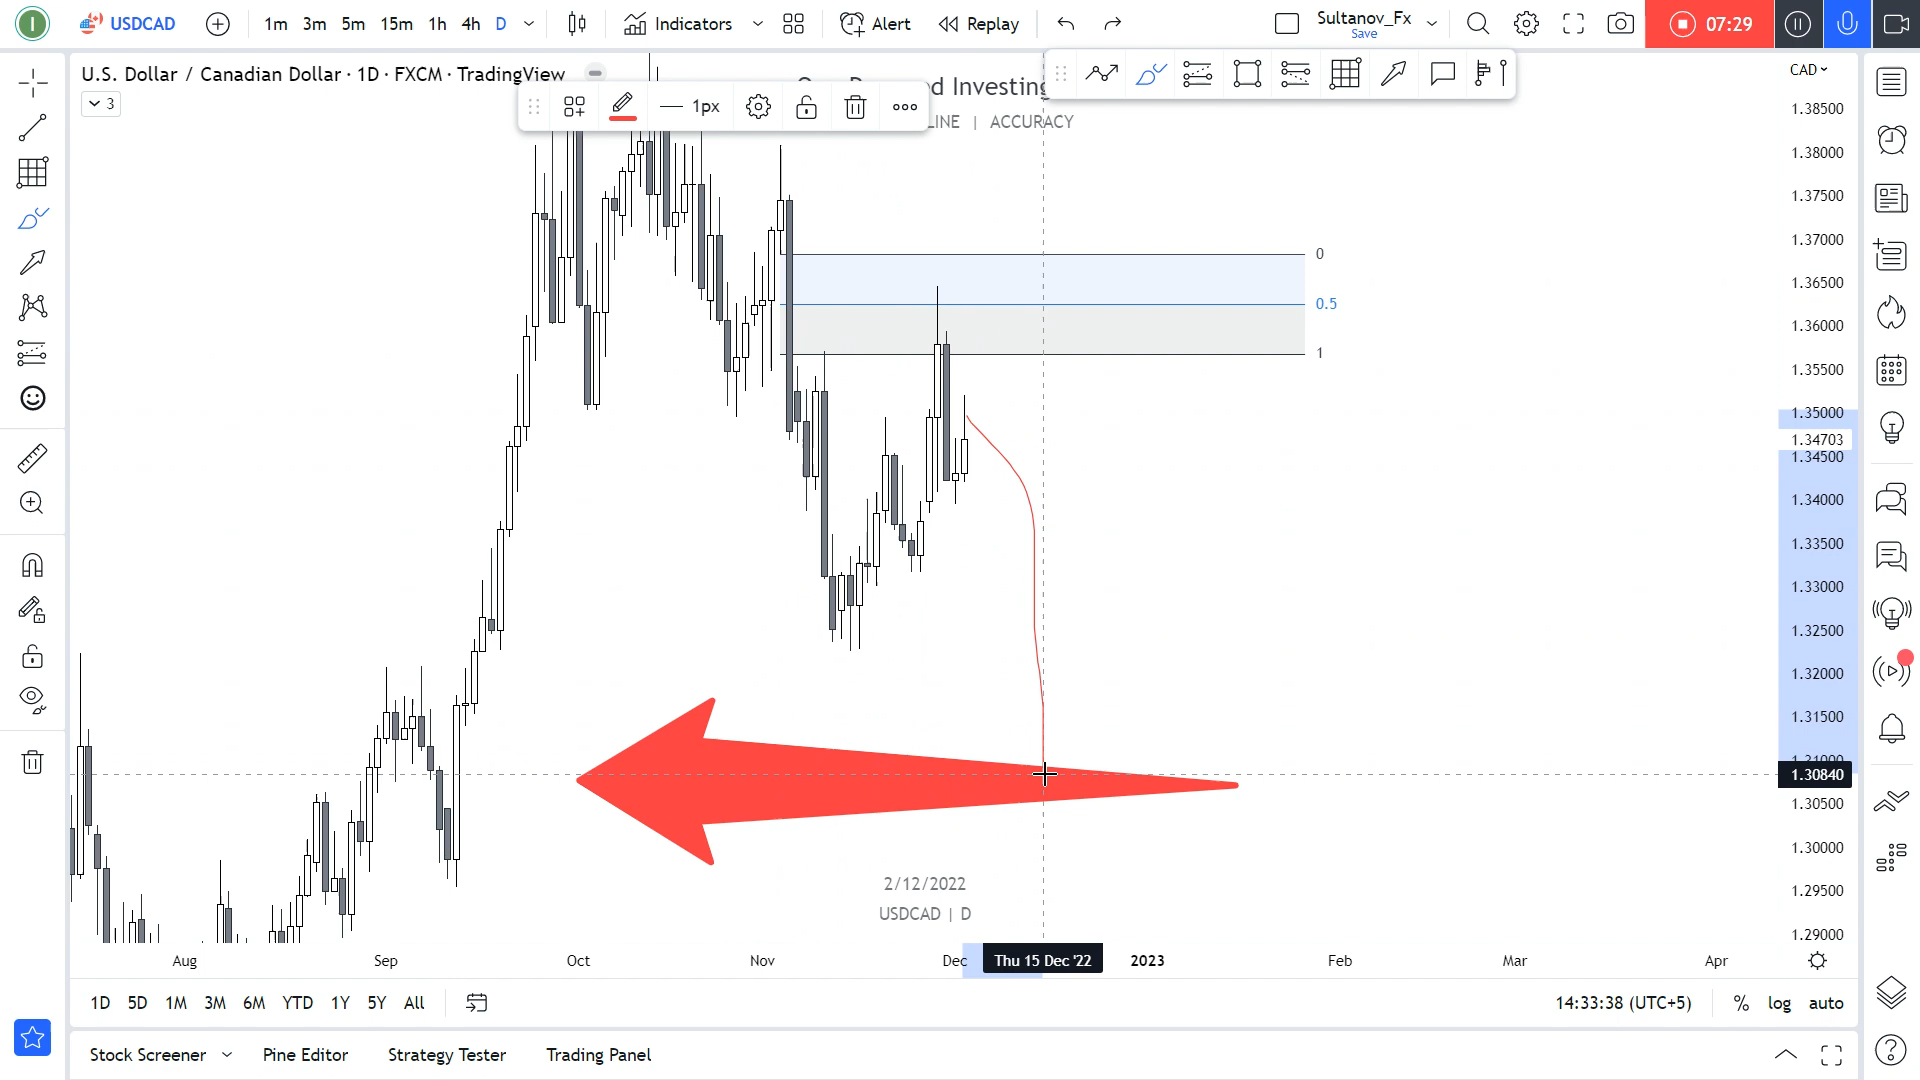 I
USDCAD
1m 3m 5m 15m 1h 4h D
Indicators
Alert
Replay
Sultanov_Fx
Save
07:29
U.S. Dollar / Canadian Dollar · 1D · FXCM · TradingView
3
1px
d Investing
LINE | ACCURACY
CAD
1.38500
1.38000
1.37500
1.37000
1.36500
1.36000
1.35500
1.35000
1.34703
1.34500
1.34000
1.33500
1.33000
1.32500
1.32000
1.31500
1.30840
1.30500
1.30000
1.29500
1.29000
0
0.5
1
2/12/2022
USDCAD | D
Aug Sep Oct Nov Dec Thu 15 Dec '22 2023 Feb Mar Apr
1D 5D 1M 3M 6M YTD 1Y 5Y All
14:33:38 (UTC+5) % log auto
Stock Screener Pine Editor Strategy Tester Trading Panel